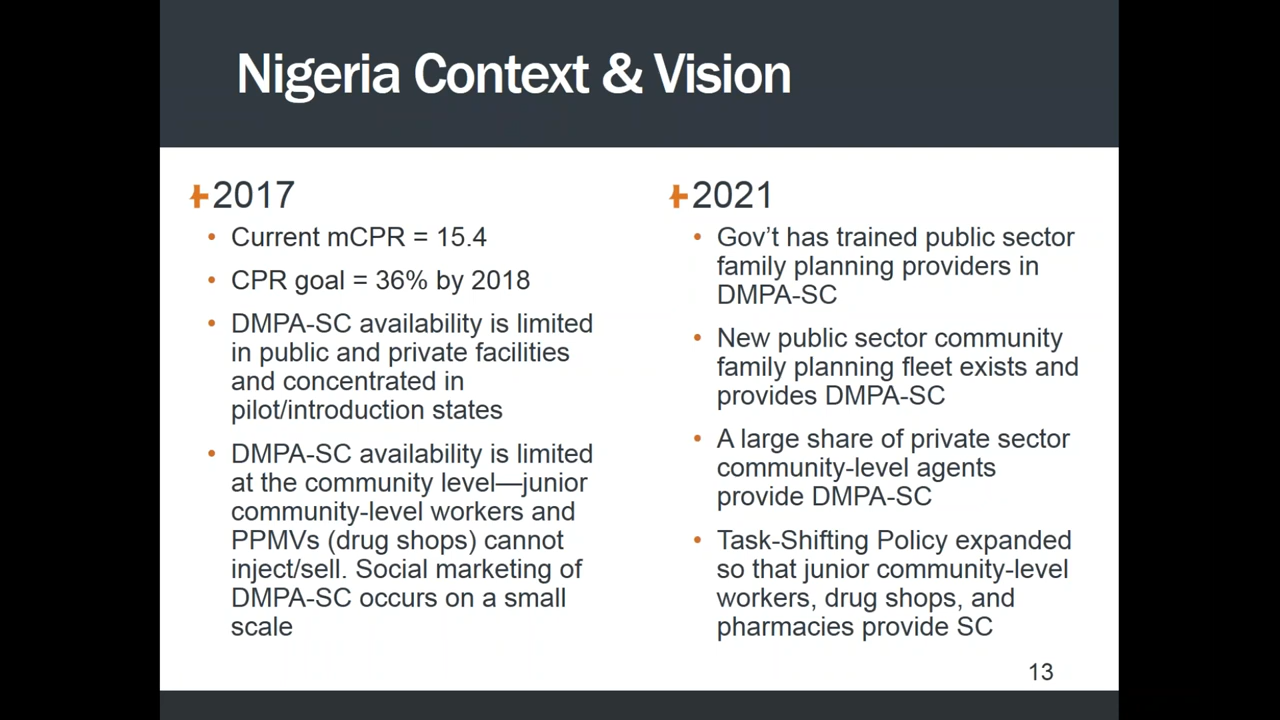 Nigeria Context & Vision
2017
• Current mCPR = 15.4
• CPR goal = 36% by 2018
• DMPA-SC availability is limited
in public and private facilities
and concentrated in
pilot/introduction states
• DMPA-SC availability is limited
at the community level—junior
community-level workers and
PPMVs (drug shops) cannot
inject/sell. Social marketing of
DMPA-SC occurs on a small
scale
2021
• Gov’t has trained public sector
family planning providers in
DMPA-SC
• New public sector community
family planning fleet exists and
provides DMPA-SC
• A large share of private sector
community-level agents
provide DMPA-SC
• Task-Shifting Policy expanded
so that junior community-level
workers, drug shops, and
pharmacies provide SC
13